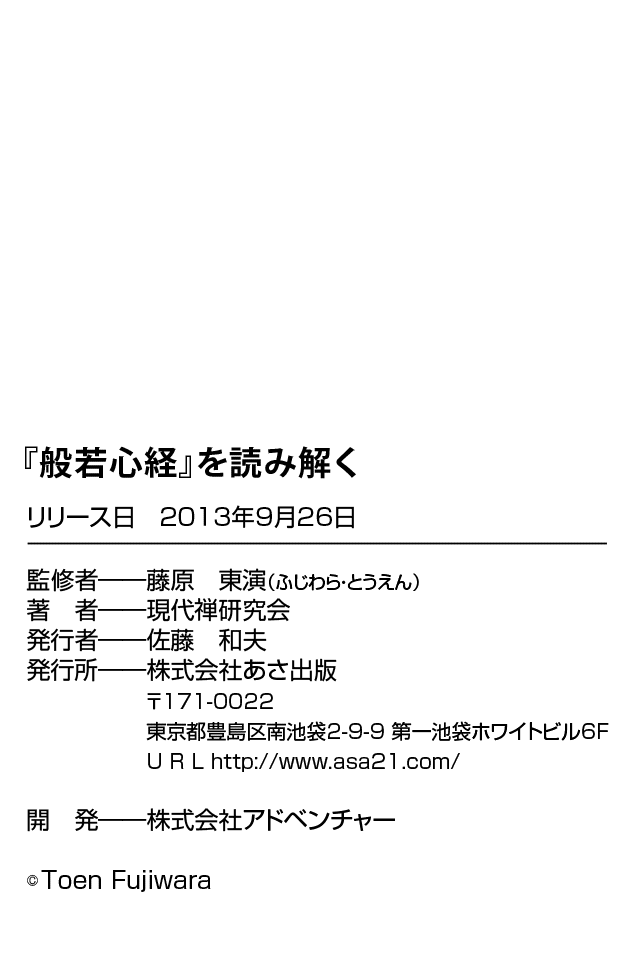 『般若心経』を読み解く
リリース日　2013年9月26日
監修者――藤原　東演（ふじわら・とうえん）
著　者――現代禅研究会
発行者――佐藤　和夫
発行所――株式会社あさ出版
〒171-0022
東京都豊島区南池袋2-9-9 第一池袋ホワイトビル6F
U R L http://www.asa21.com/
開　発――株式会社アドベンチャー
©Toen Fujiwara